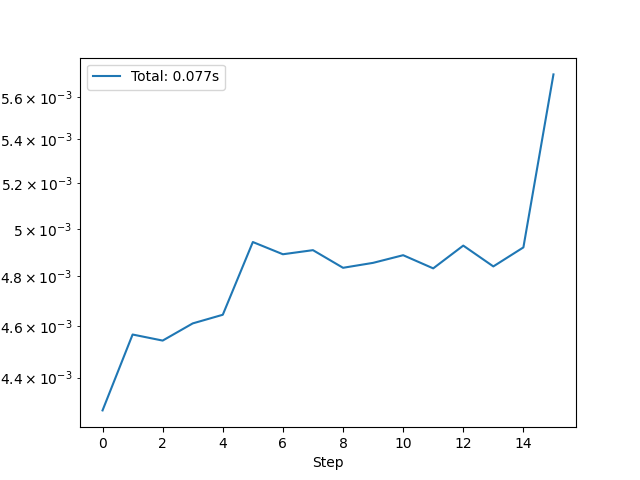 Total: 0.077s
5.6 × 10⁻³
5.4 × 10⁻³
5.2 × 10⁻³
5 × 10⁻³
4.8 × 10⁻³
4.6 × 10⁻³
4.4 × 10⁻³
0 2 4 6 8 10 12 14
Step